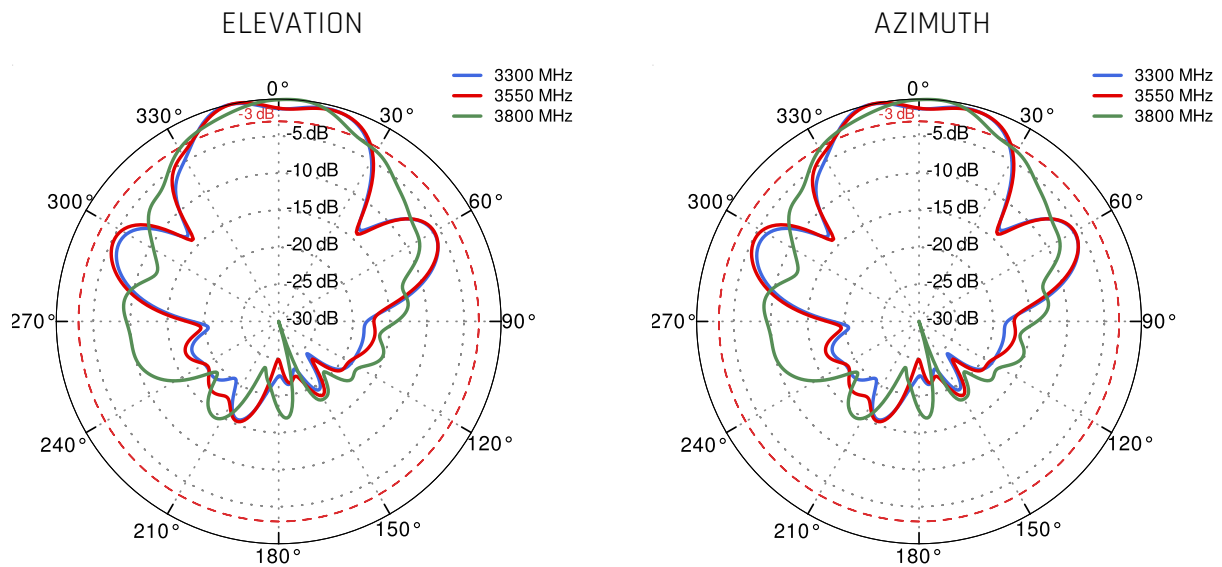 ELEVATION
3300 MHz
3550 MHz
3800 MHz
0°
330°
-3 dB
30°
-5 dB
-10 dB
300°
60°
-15 dB
-20 dB
-25 dB
270°
-30 dB
90°
240°
120°
210°
150°
180°
AZIMUTH
3300 MHz
3550 MHz
3800 MHz
0°
330°
-3 dB
30°
-5 dB
-10 dB
300°
60°
-15 dB
-20 dB
-25 dB
270°
-30 dB
90°
240°
120°
210°
150°
180°